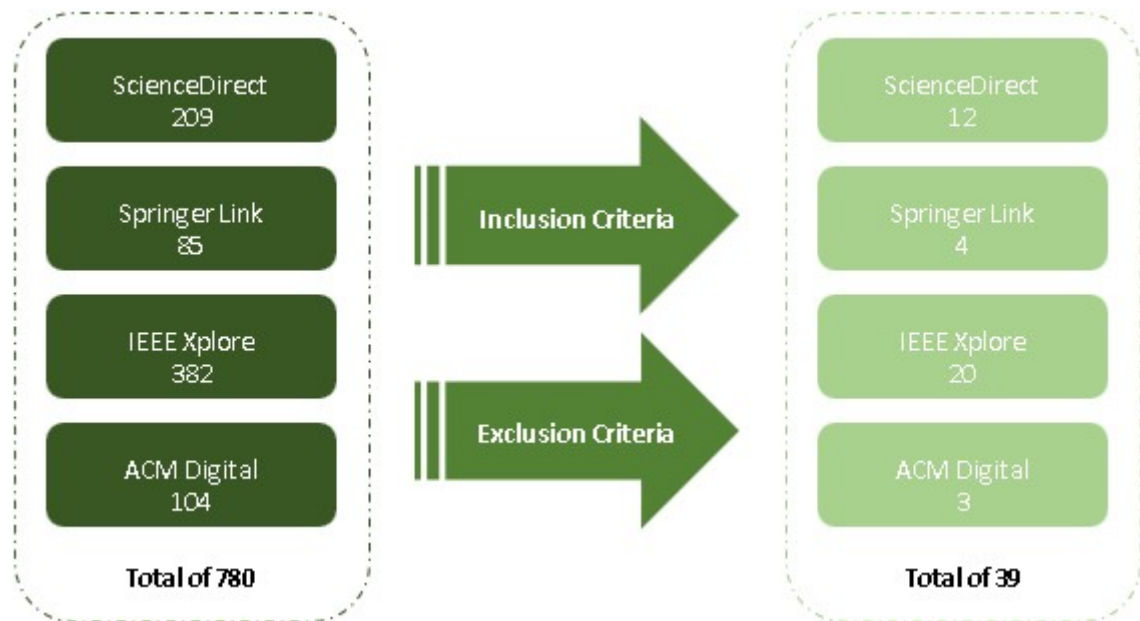 ScienceDirect
209
Springer Link
85
IEEE Xplore
382
ACM Digital
104
Total of 780
Inclusion Criteria
Exclusion Criteria
ScienceDirect
12
Springer Link
4
IEEE Xplore
20
ACM Digital
3
Total of 39